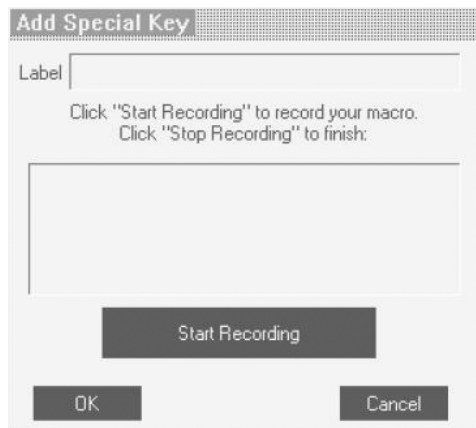 Add Special Key
Label
Click "Start Recording" to record your macro.
Click "Stop Recording" to finish:
Start Recording
OK Cancel